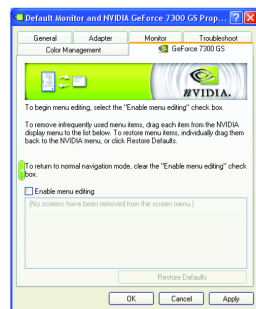 Default Monitor and NVIDIA GeForce 7300 GS Prop...
General Adapter Monitor Troubleshoot
Color Management GeForce 7300 GS
NVIDIA.
To begin menu editing, select the "Enable menu editing" check box.
To remove infrequently used menu items, drag each item from the NVIDIA
display menu to the list below. To restore menu items, individually drag them
back to the NVIDIA menu, or click Restore Defaults.
To return to normal navigation mode, clear the "Enable menu editing" check
box.
Enable menu editing
(No screens have been removed from the screen menu.)
Restore Defaults
OK Cancel Apply